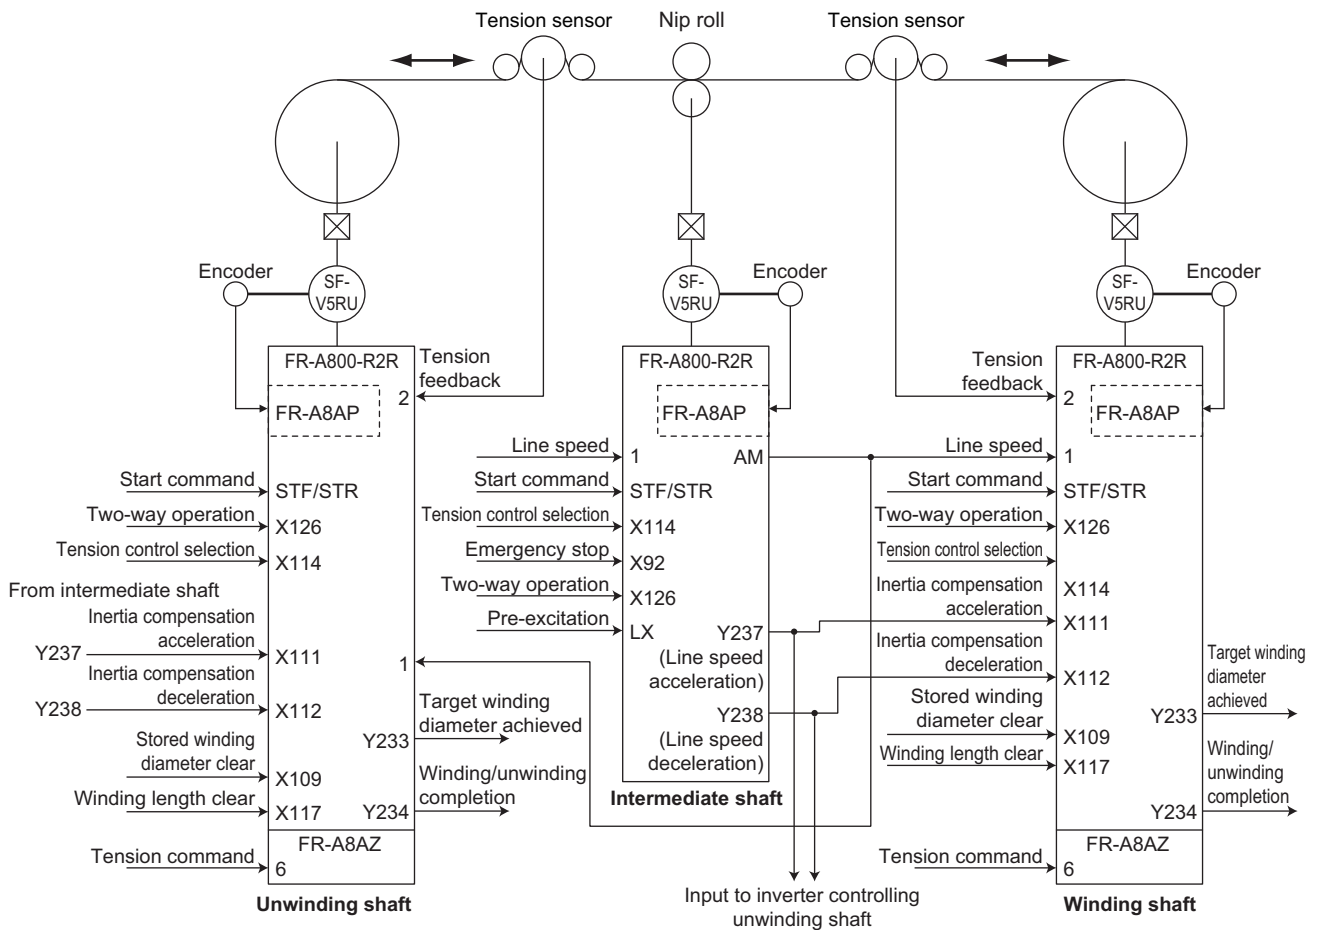 Tension sensor
Nip roll
Tension sensor
Encoder
SF-
V5RU
SF-
V5RU
Encoder
SF-
V5RU
Encoder
FR-A800-R2R
Tension
feedback
FR-A8AP
2
Start command
STF/STR
Two-way operation
X126
Tension control selection
X114
From intermediate shaft
Inertia compensation
acceleration
Y237
X111
1
Inertia compensation
deceleration
Y238
X112
Target winding
diameter achieved
Y233
Stored winding
diameter clear
X109
Winding/unwinding
completion
Winding length clear
X117
Y234
FR-A8AZ
Tension command
6
Unwinding shaft
FR-A800-R2R
FR-A8AP
Line speed
1
AM
Start command
STF/STR
Tension control selection
X114
Emergency stop
X92
Two-way operation
X126
Pre-excitation
LX
Y237
(Line speed
acceleration)
Y238
(Line speed
deceleration)
Intermediate shaft
Input to inverter controlling
unwinding shaft
FR-A800-R2R
Tension
feedback
2
FR-A8AP
Line speed
1
Start command
STF/STR
Two-way operation
X126
Tension control selection
X114
Inertia compensation
acceleration
X111
Inertia compensation
deceleration
X112
Stored winding
diameter clear
X109
Winding length clear
X117
Target winding
diameter
achieved
Y233
Winding/
unwinding
completion
Y234
FR-A8AZ
Tension command
6
Winding shaft